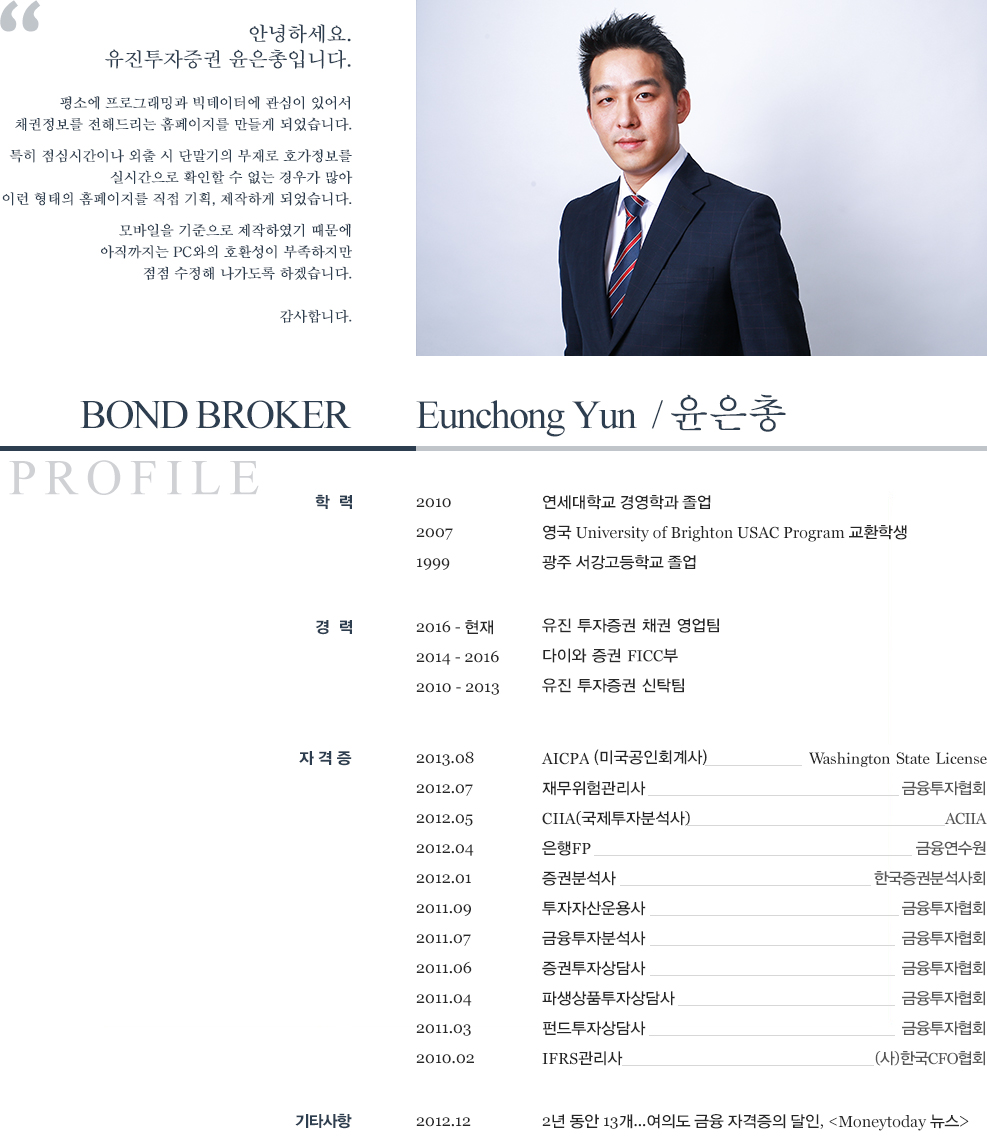 “
안녕하세요.
유진투자증권 윤은총입니다.
평소에 프로그래밍과 빅데이터에 관심이 있어서
채권정보를 전해드리는 홈페이지를 만들게 되었습니다.
특히 점심시간이나 외출 시 단말기의 부재로 호가정보를
실시간으로 확인할 수 없는 경우가 많아
이런 형태의 홈페이지를 직접 기획, 제작하게 되었습니다.
모바일을 기준으로 제작하였기 때문에
아직까지는 PC와의 호환성이 부족하지만
점점 수정해 나가도록 하겠습니다.
감사합니다.
BOND BROKER Eunchong Yun / 윤은총
PROFILE
학 력 2010 연세대학교 경영학과 졸업
2007 영국 University of Brighton USAC Program 교환학생
1999 광주 서강고등학교 졸업
경 력 2016 - 현재 유진 투자증권 채권 영업팀
2014 - 2016 다이와 증권 FICC부
2010 - 2013 유진 투자증권 신탁팀
자 격 증 2013.08 AICPA (미국공인회계사) Washington State License
2012.07 재무위험관리사 금융투자협회
2012.05 CIIA(국제투자분석사) ACIIA
2012.04 은행FP 금융연수원
2012.01 증권분석사 한국증권분석사회
2011.09 투자자산운용사 금융투자협회
2011.07 금융투자분석사 금융투자협회
2011.06 증권투자상담사 금융투자협회
2011.04 파생상품투자상담사 금융투자협회
2011.03 펀드투자상담사 금융투자협회
2010.02 IFRS관리사 (사)한국CFO협회
기타사항 2012.12 2년 동안 13개...여의도 금융 자격증의 달인, <Moneytoday 뉴스>